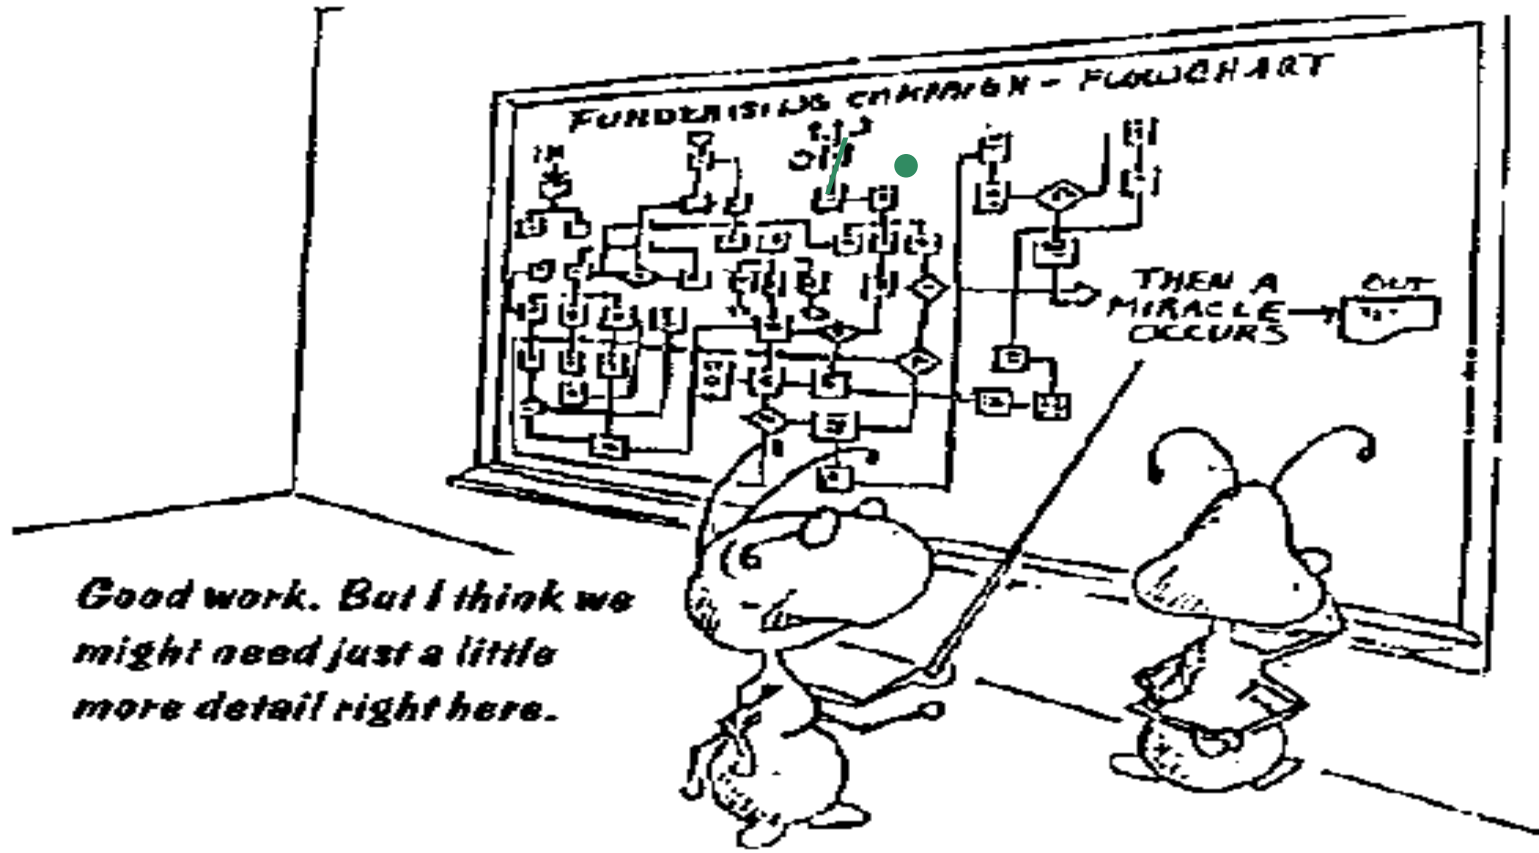 FUNDRAISING CAMPAIGN - FLOWCHART
IN
THEN A
MIRACLE
OCCURS
OUT
Good work. But I think we
might need just a little
more detail right here.